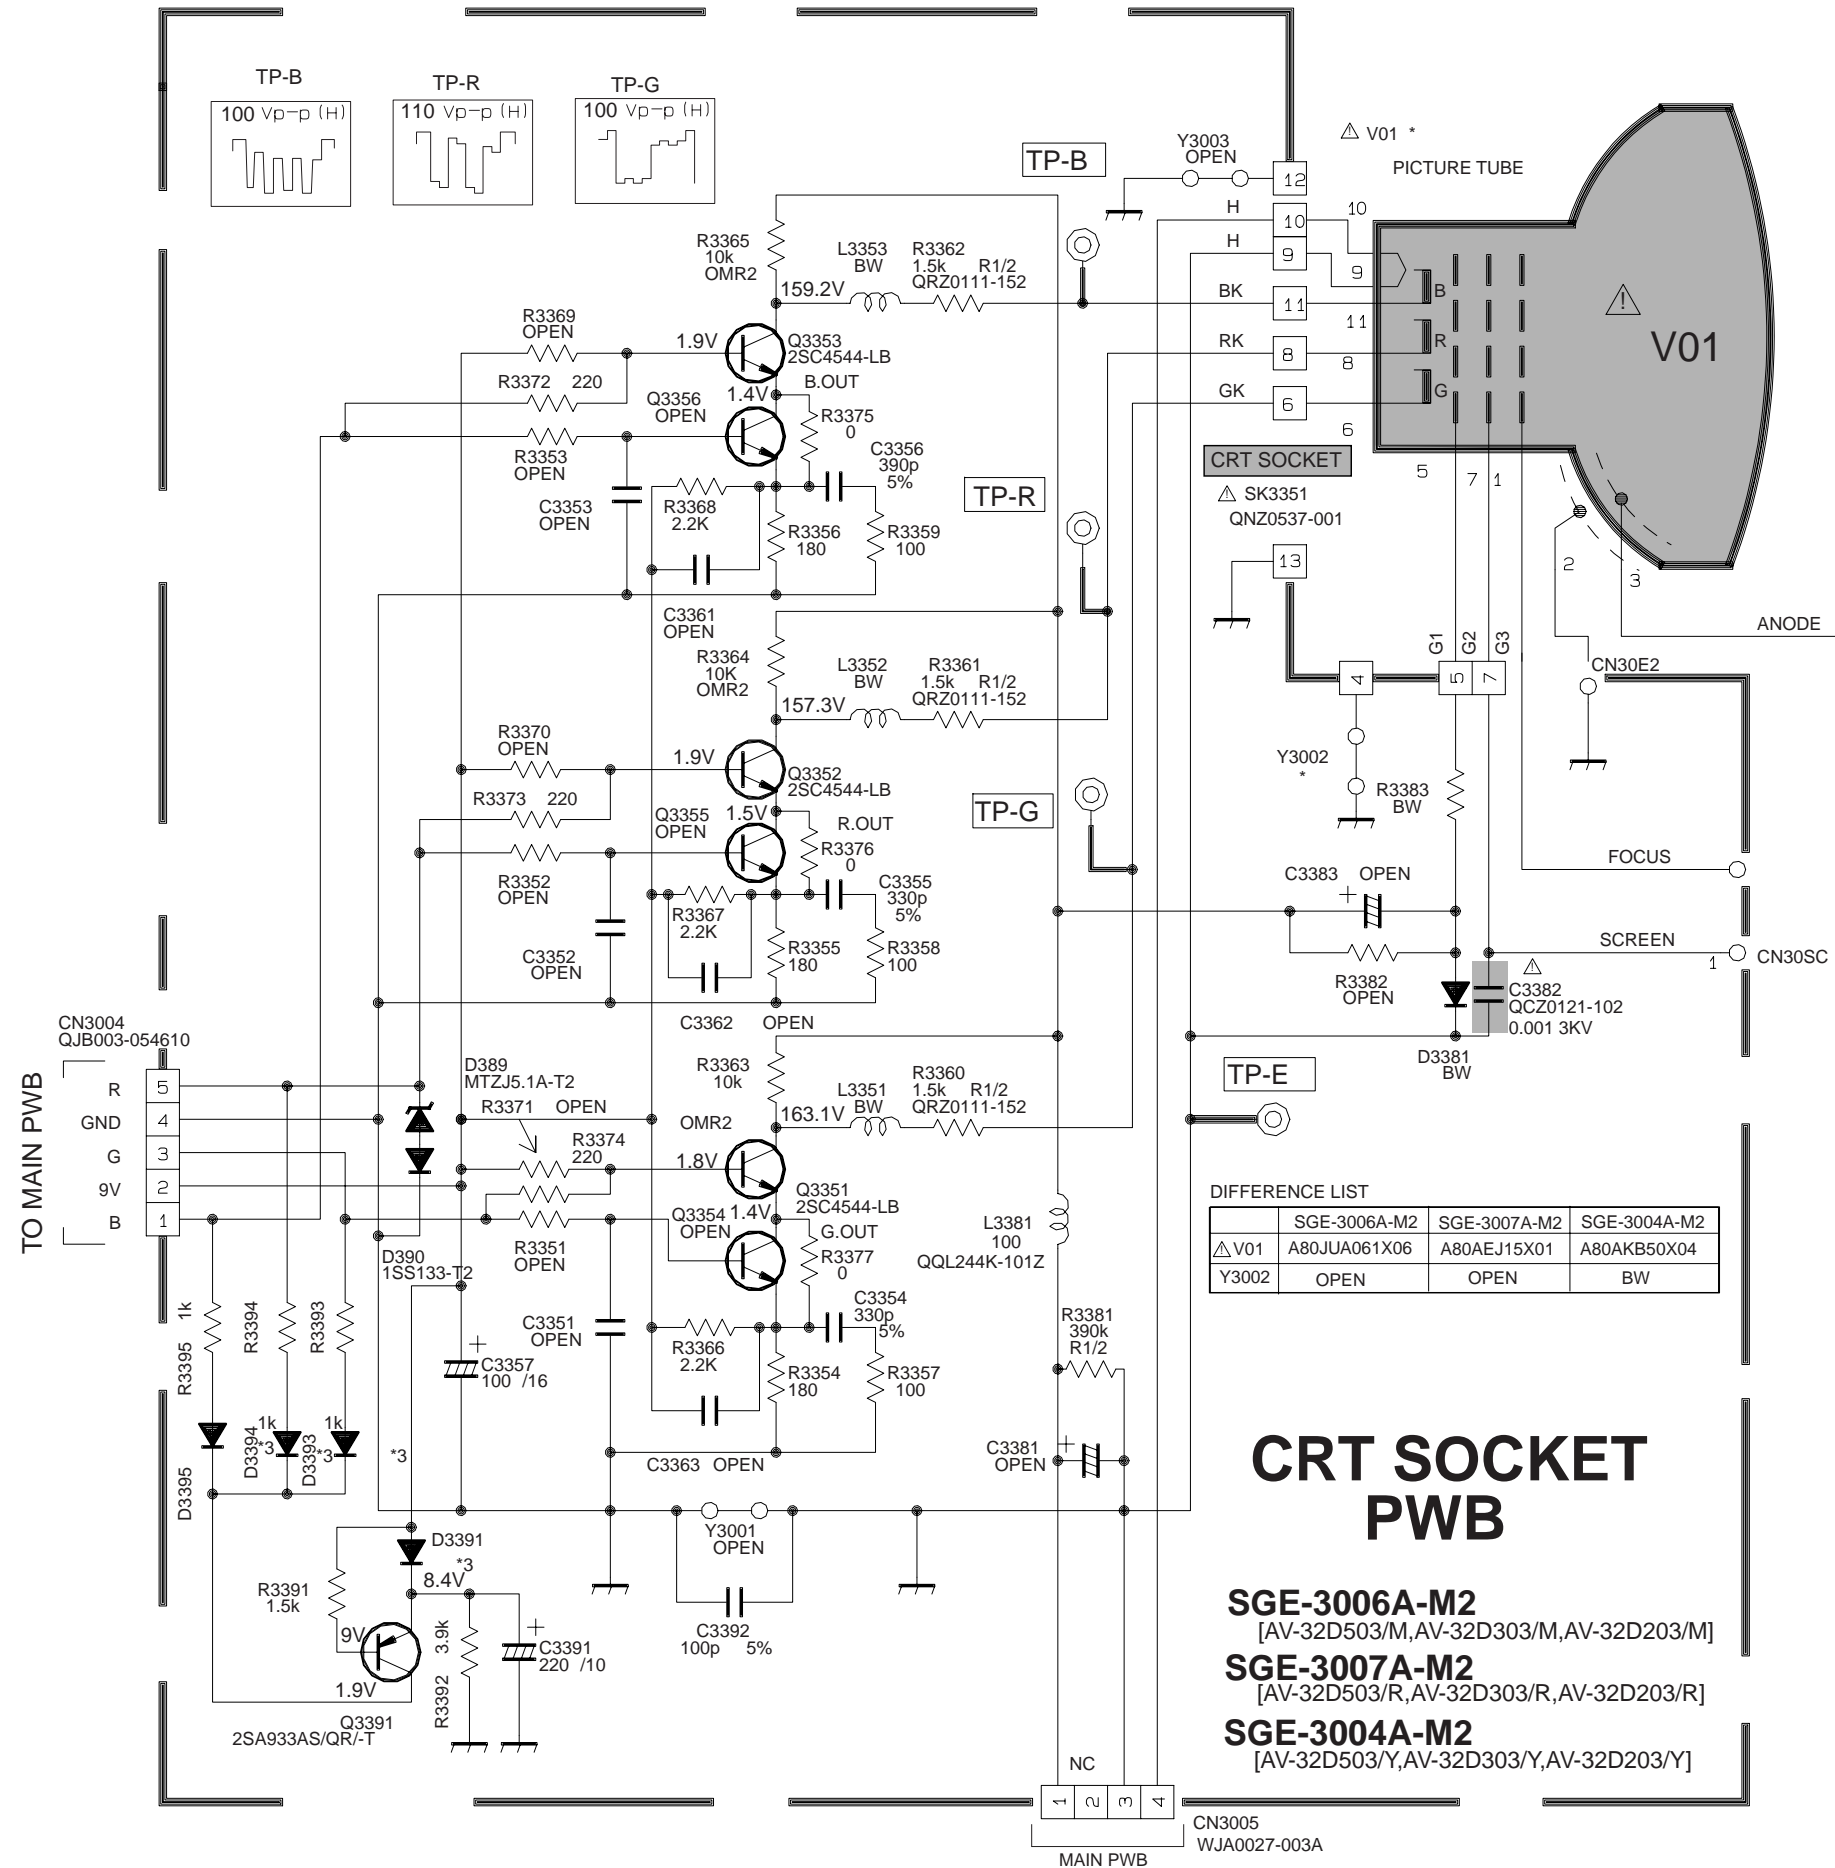 TP-B
100 Vp-p (H)
TP-R
110 Vp-p (H)
TP-G
100 Vp-p (H)
TP-B
Y3003
OPEN
12
⚠ V01 *
PICTURE TUBE
H
10
10
H
9
9
BK
11
11
RK
8
8
GK
6
6
B
R
G
⚠
V01
5
7
1
2
3
R3365
10k
OMR2
L3353
BW
R3362
1.5k R1/2
QRZ0111-152
159.2V
R3369
OPEN
1.9V
Q3353
2SC4544-LB
R3372 220
B.OUT
1.4V
Q3356
OPEN
R3375
0
R3353
OPEN
C3356
390p
5%
C3353
OPEN
R3368
2.2K
R3356
180
R3359
100
C3361
OPEN
CRT SOCKET
⚠ SK3351
QNZ0537-001
TP-R
13
ANODE
R3364
10K
OMR2
L3352
BW
R3361
1.5k R1/2
QRZ0111-152
157.3V
G1
G2
G3
4
5
7
CN30E2
R3370
OPEN
1.9V
Q3352
2SC4544-LB
R3373 220
Q3355
OPEN
1.5V
R.OUT
R3376
0
TP-G
Y3002
*
R3383
BW
R3352
OPEN
C3355
330p
5%
R3367
2.2K
C3352
OPEN
R3355
180
R3358
100
C3362 OPEN
FOCUS
C3383 OPEN
+
SCREEN
1
CN30SC
R3382
OPEN
⚠
C3382
QCZ0121-102
0.001 3KV
D3381
BW
TP-E
CN3004
QJB003-054610
TO MAIN PWB
R 5
GND 4
G 3
9V 2
B 1
D389
MTZJ5.1A-T2
R3371 OPEN
R3374
220
R3363
10k
OMR2
L3351
BW
R3360
1.5k R1/2
QRZ0111-152
163.1V
1.8V
Q3351
2SC4544-LB
Q3354
OPEN
1.4V
G.OUT
R3377
0
R3351
OPEN
D390
1SS133-T2
L3381
100
QQL244K-101Z
DIFFERENCE LIST
SGE-3006A-M2 SGE-3007A-M2 SGE-3004A-M2
⚠ V01 A80JUA061X06 A80AEJ15X01 A80AKB50X04
Y3002 OPEN OPEN BW
R3395 1k
R3394
R3393
C3351
OPEN
C3354
330p
5%
R3366
2.2K
R3354
180
R3357
100
+
C3357
100 /16
R3381
390k
R1/2
D3395
1k
D3394
*3
1k
D3393
*3
*3
C3363 OPEN
C3381
OPEN
+
Y3001
OPEN
D3391
*3
8.4V
R3391
1.5k
9V
1.9V
R3392 3.9k
+
C3391
220 /10
Q3391
2SA933AS/QR/-T
C3392
100p 5%
CRT SOCKET
PWB
SGE-3006A-M2
[AV-32D503/M,AV-32D303/M,AV-32D203/M]
SGE-3007A-M2
[AV-32D503/R,AV-32D303/R,AV-32D203/R]
SGE-3004A-M2
[AV-32D503/Y,AV-32D303/Y,AV-32D203/Y]
NC
1 2 3 4
CN3005
WJA0027-003A
MAIN PWB